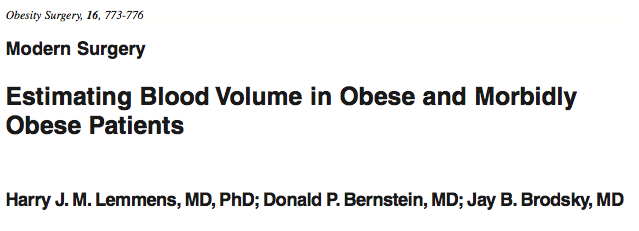 Obesity Surgery, 16, 773-776
Modern Surgery
Estimating Blood Volume in Obese and Morbidly
Obese Patients
Harry J. M. Lemmens, MD, PhD; Donald P. Bernstein, MD; Jay B. Brodsky, MD